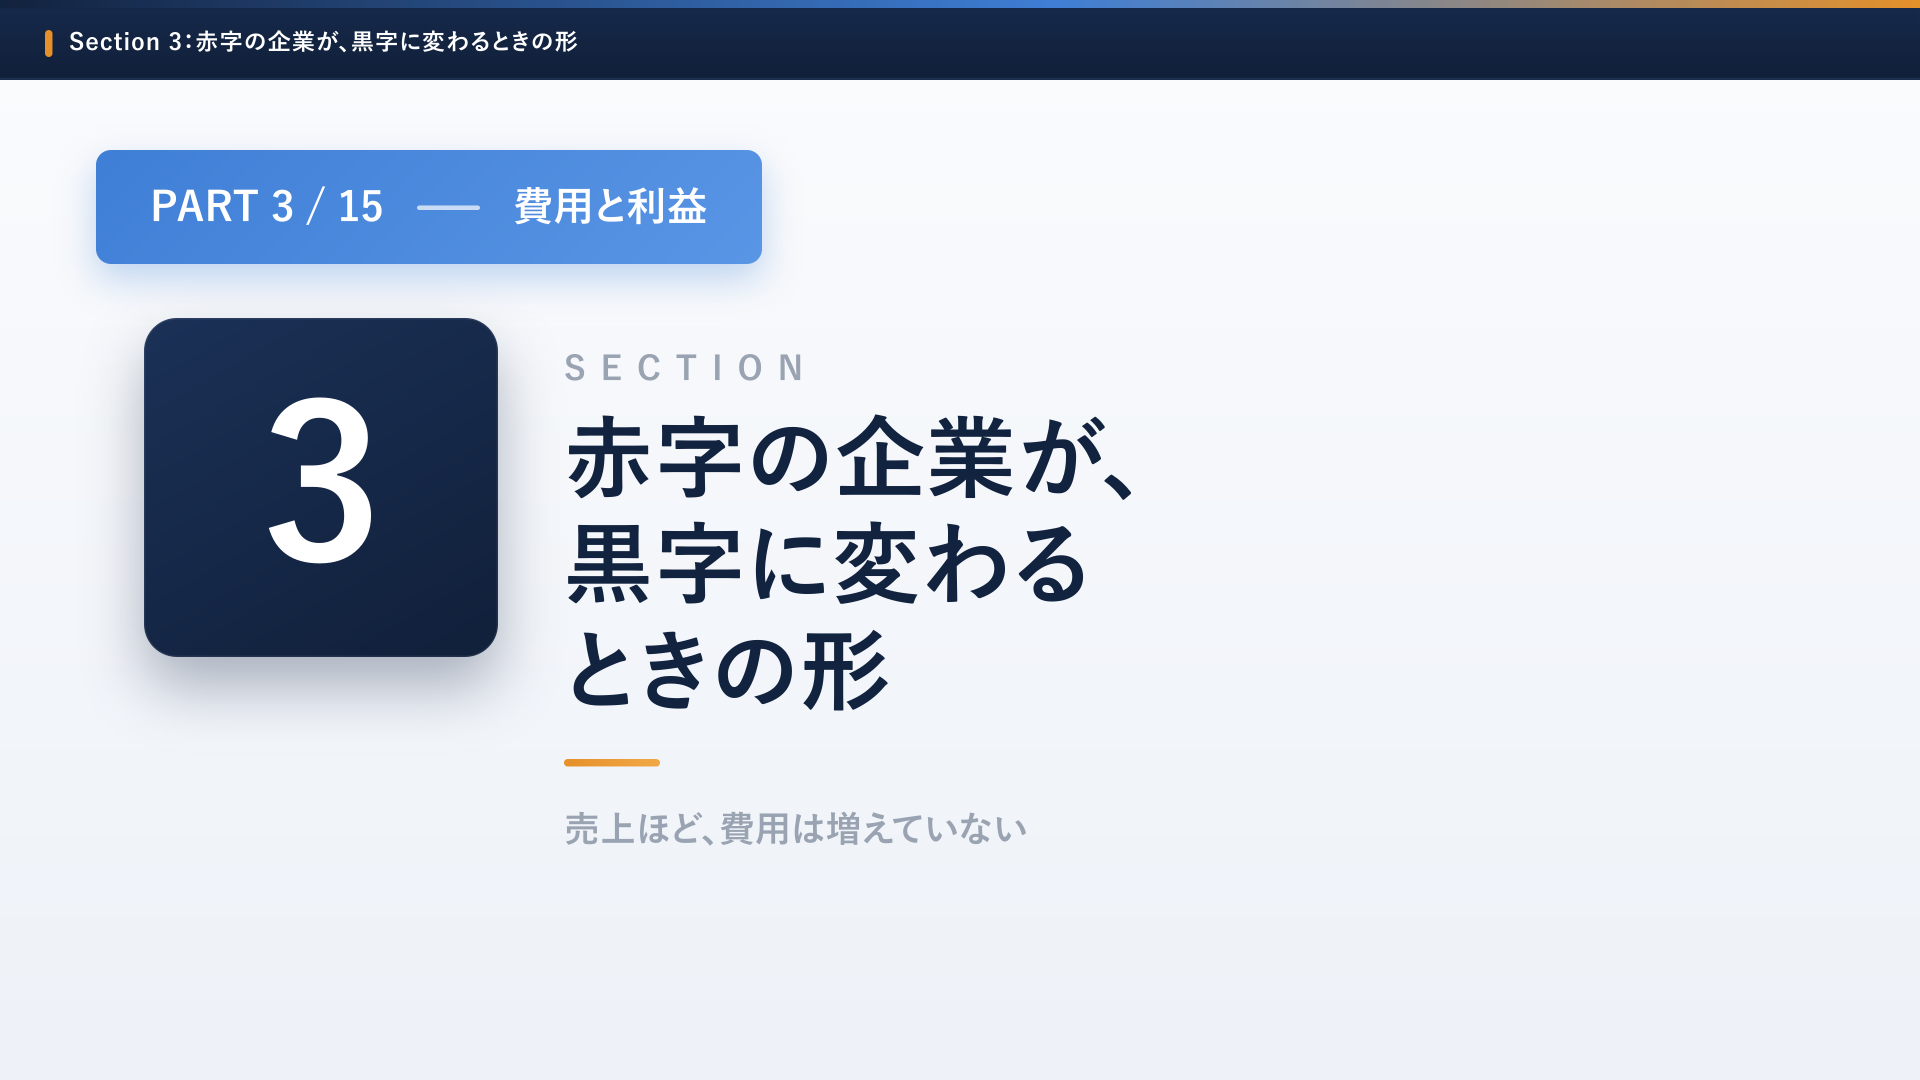 Section 3：赤字の企業が、黒字に変わるときの形
PART 3 / 15 — 費用と利益
3
SECTION
赤字の企業が、
黒字に変わる
ときの形
売上ほど、費用は増えていない